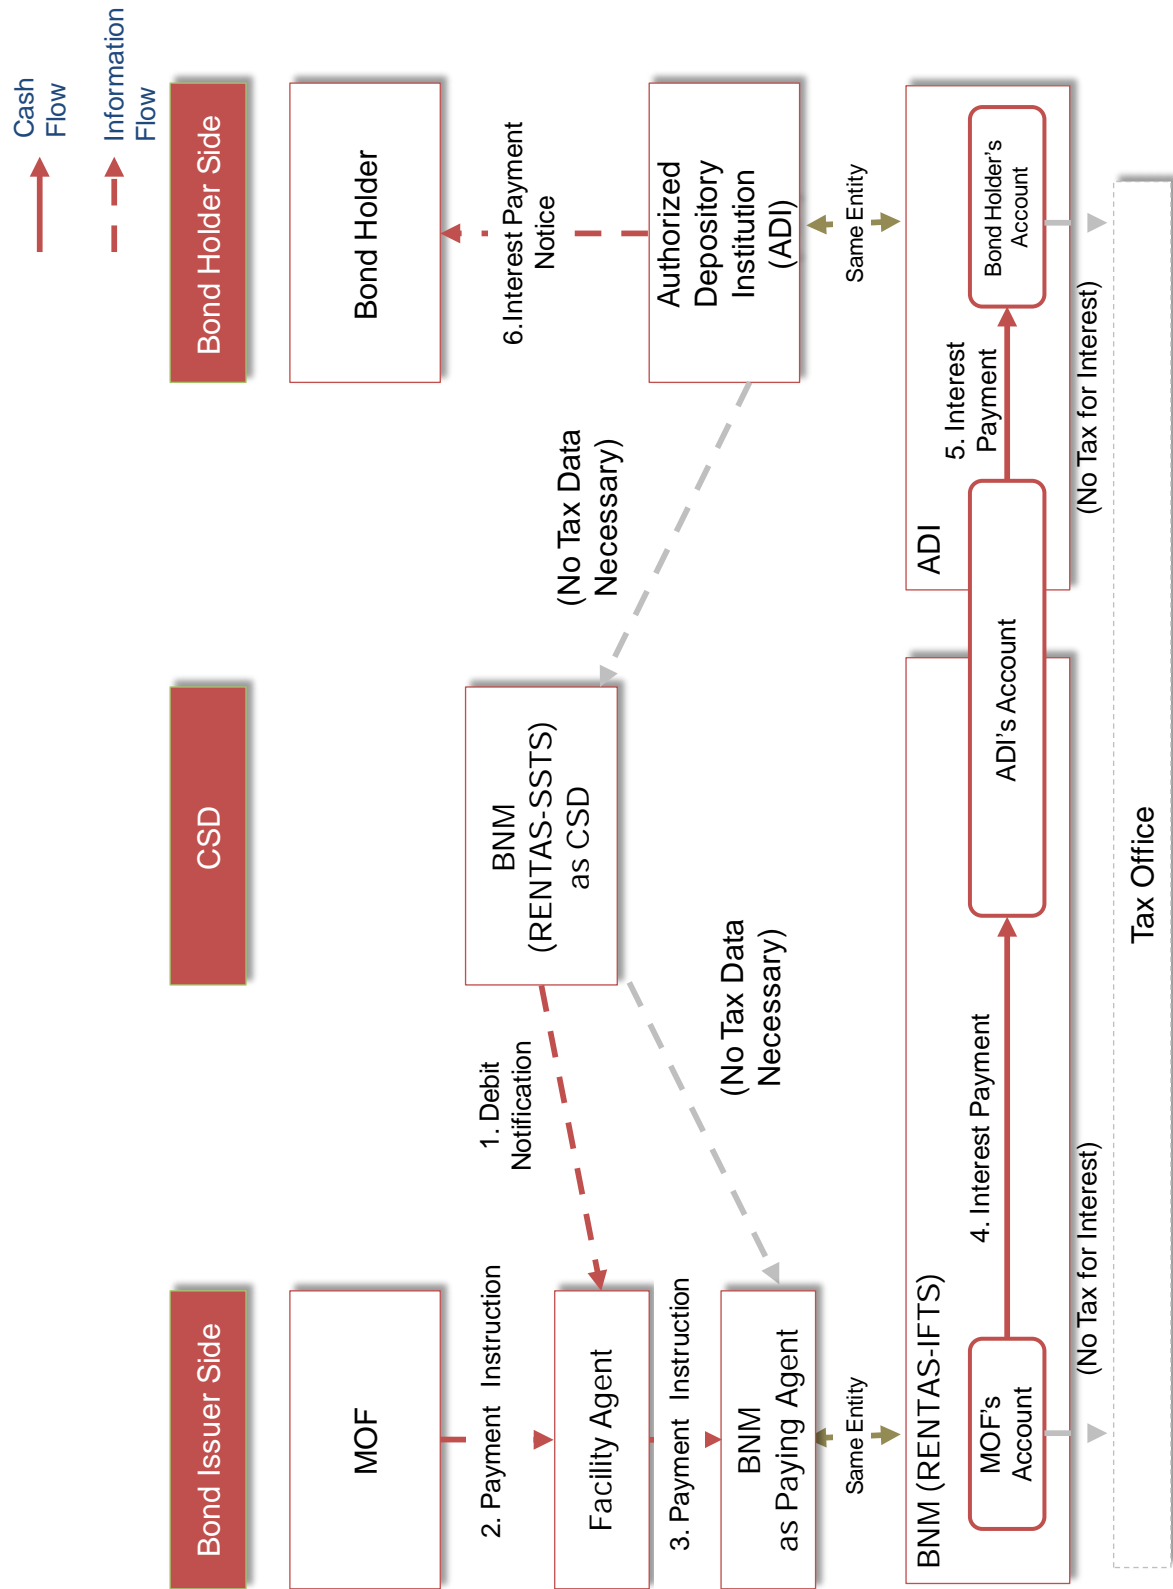 Cash
Flow
Information
Flow
Bond Issuer Side
CSD
Bond Holder Side
MOF
Bond Holder
2. Payment Instruction
6.Interest Payment
Notice
1. Debit
Notification
BNM
(RENTAS-SSTS)
as CSD
(No Tax Data
Necessary)
Facility Agent
Authorized
Depository
Institution
(ADI)
3. Payment Instruction
(No Tax Data
Necessary)
BNM
as Paying Agent
Same Entity
Same Entity
BNM (RENTAS-IFTS)
ADI
MOF's
Account
4. Interest Payment
ADI's Account
5. Interest
Payment
Bond Holder's
Account
(No Tax for Interest)
(No Tax for Interest)
Tax Office